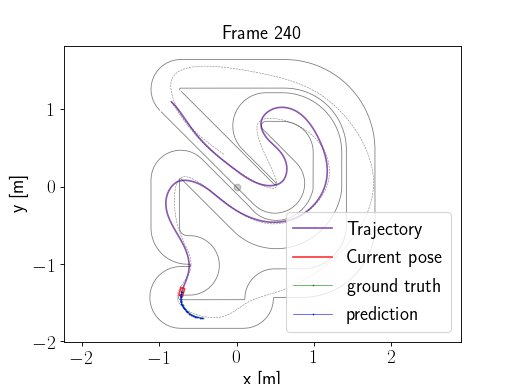 Frame 240
y [m]
1
0
−1
−2
−2
−1
0
1
2
x [m]
Trajectory
Current pose
ground truth
prediction